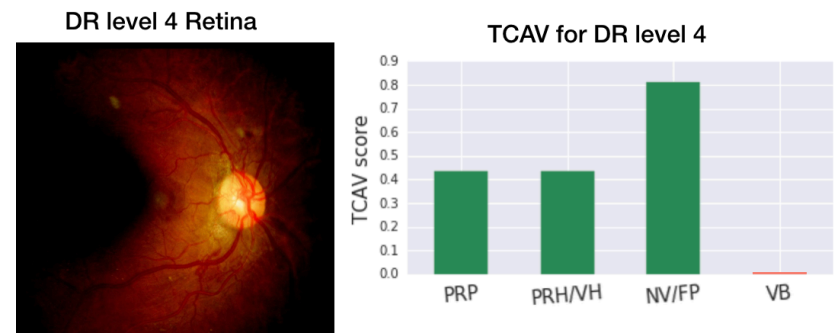 DR level 4 Retina
TCAV for DR level 4
TCAV score
0.9
0.8
0.7
0.6
0.5
0.4
0.3
0.2
0.1
0.0
PRP
PRH/VH
NV/FP
VB